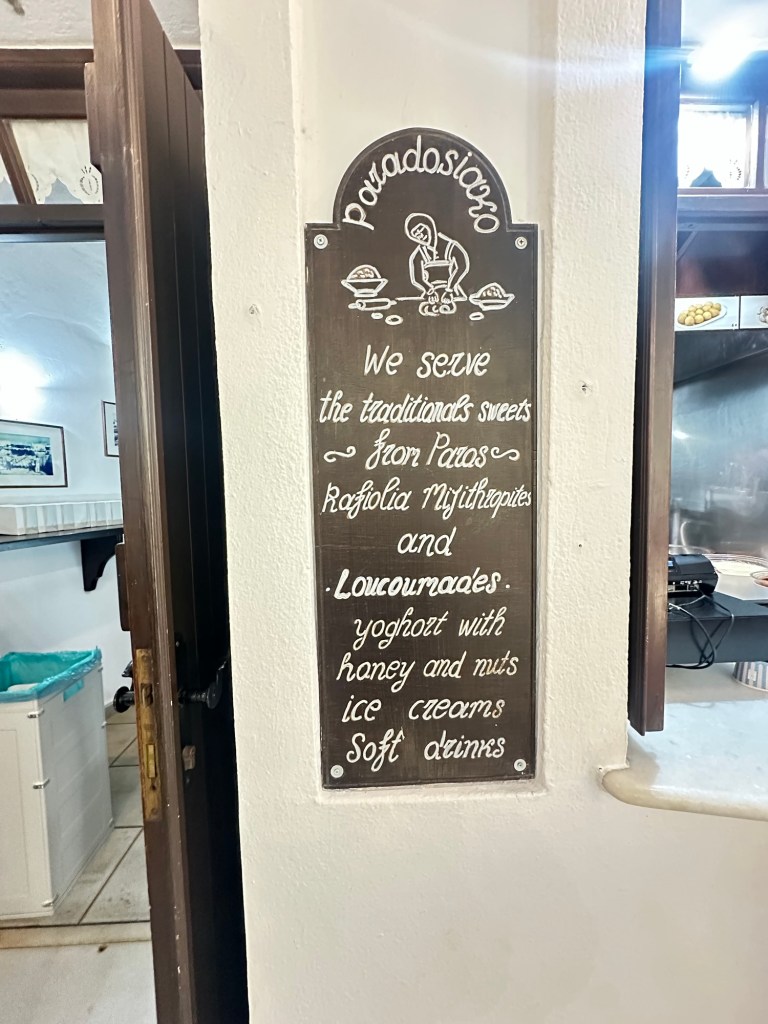 Paradosiako
We serve
the traditional's sweets
~ from Paros ~
Rafiolia Mizithropites
and
· Loucoumades ·
yoghort with
honey and nuts
ice creams
Soft drinks